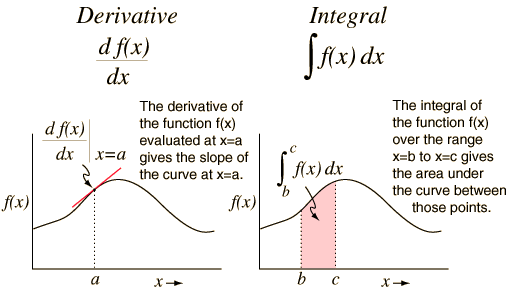 Derivative
d f(x)
dx
d f(x)
dx | x=a
The derivative of
the function f(x)
evaluated at x=a
gives the slope of
the curve at x=a.
f(x)
a
x
Integral
∫ f(x) dx
∫ c b f(x) dx
The integral of
the function f(x)
over the range
x=b to x=c gives
the area under
the curve between
those points.
f(x)
b
c
x